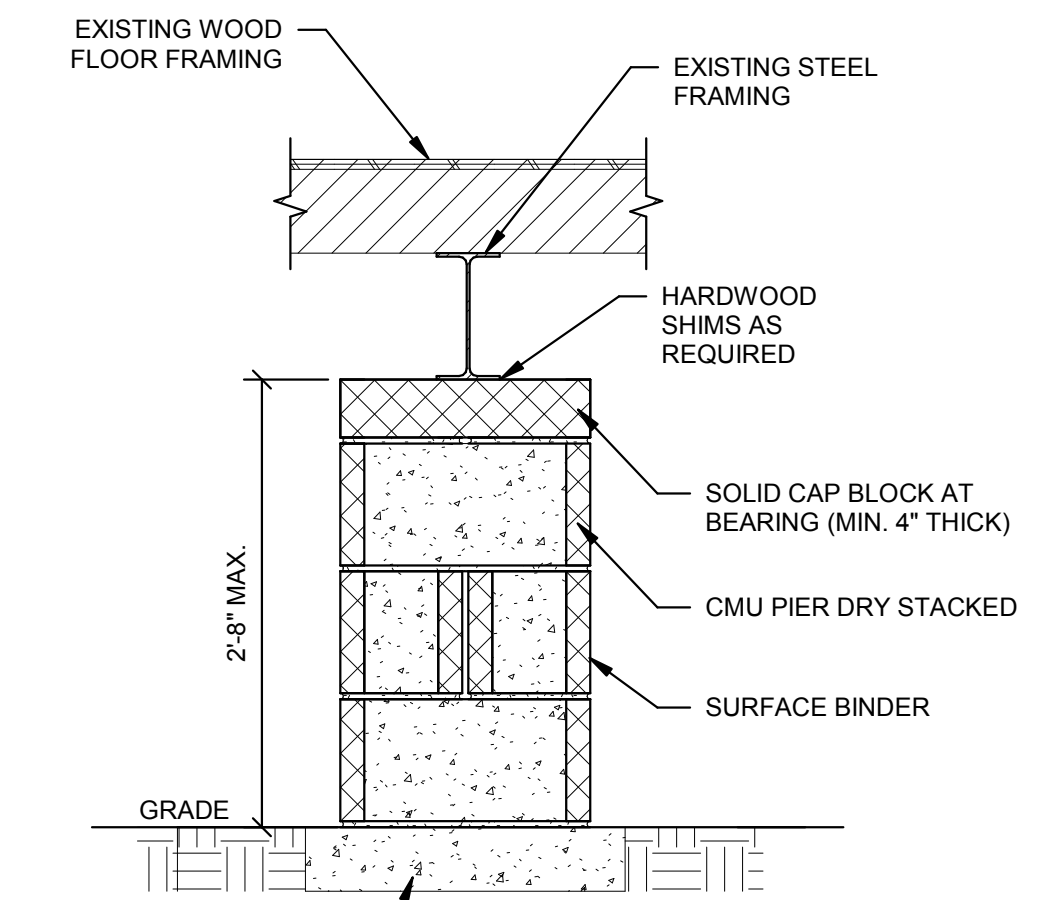 EXISTING WOOD
FLOOR FRAMING
EXISTING STEEL
FRAMING
HARDWOOD
SHIMS AS
REQUIRED
SOLID CAP BLOCK AT
BEARING (MIN. 4" THICK)
2'-8" MAX.
CMU PIER DRY STACKED
SURFACE BINDER
GRADE